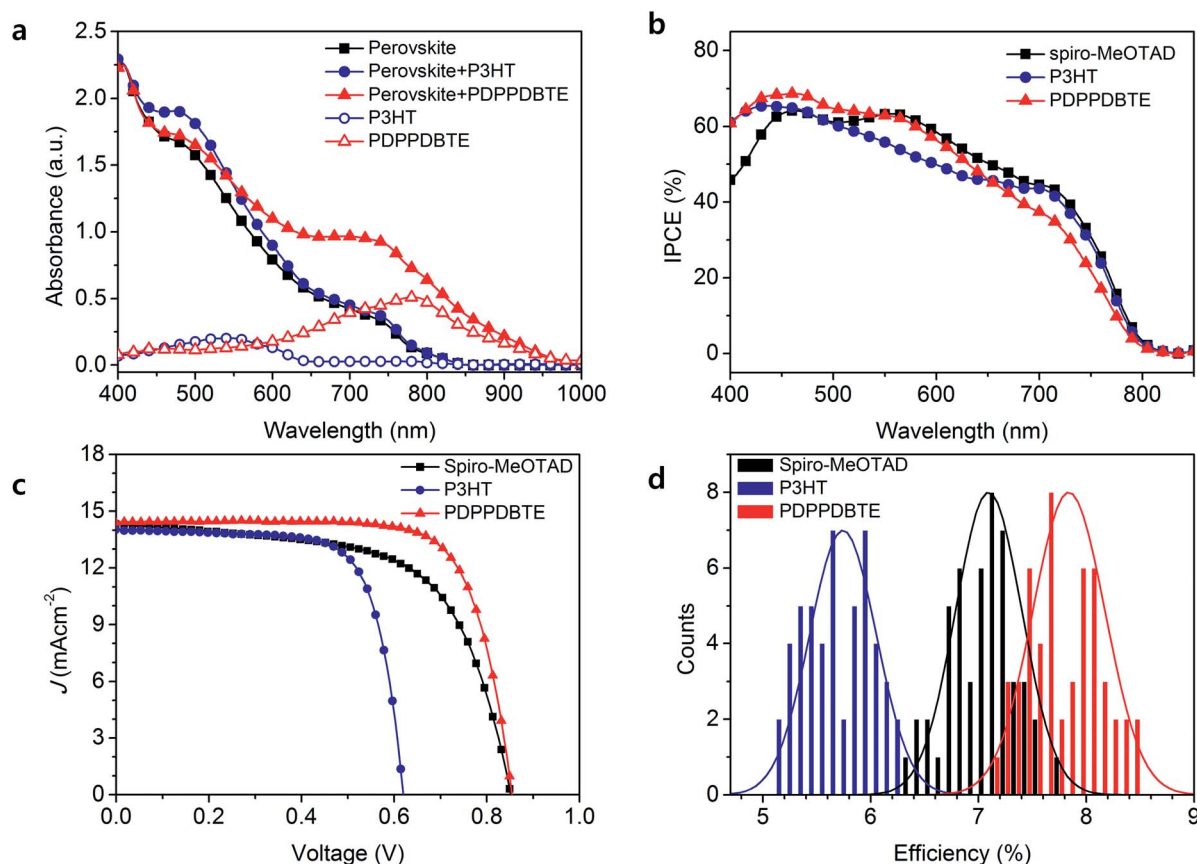 a
2.5
2.0
1.5
1.0
0.5
0.0
Absorbance (a.u.)
Perovskite
Perovskite+P3HT
Perovskite+PDPPDBTE
P3HT
PDPPDBTE
400 500 600 700 800 900 1000
Wavelength (nm)
b
80
60
40
20
0
IPCE (%)
spiro-MeOTAD
P3HT
PDPPDBTE
400 500 600 700 800
Wavelength (nm)
c
18
15
12
9
6
3
0
J (mAcm-2)
Spiro-MeOTAD
P3HT
PDPPDBTE
0.0 0.2 0.4 0.6 0.8 1.0
Voltage (V)
d
8
6
4
2
0
Counts
Spiro-MeOTAD
P3HT
PDPPDBTE
5 6 7 8 9
Efficiency (%)